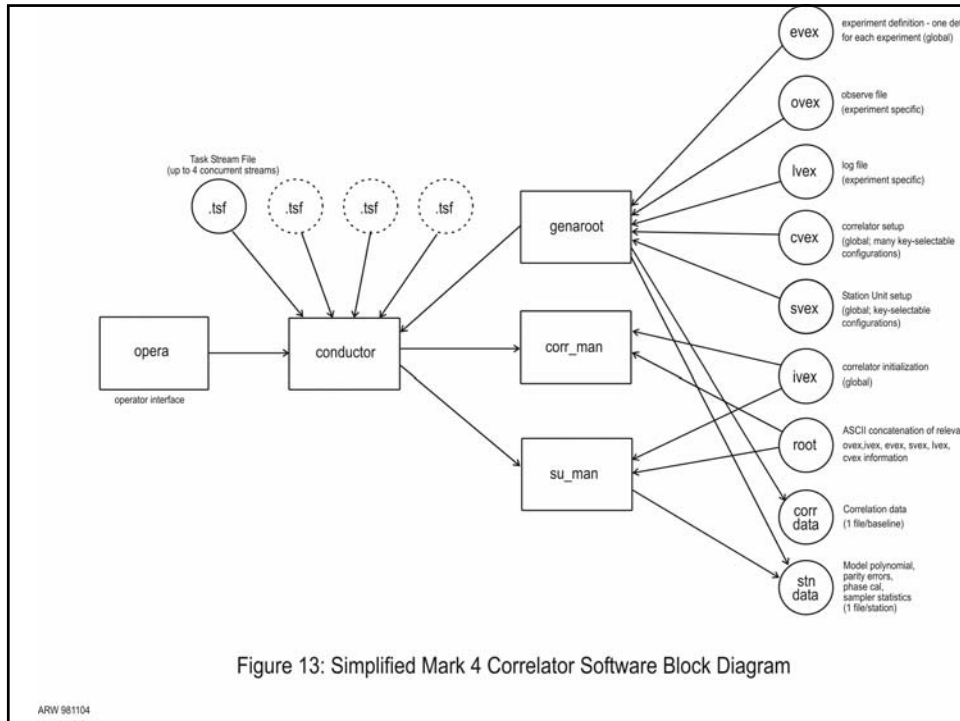 evex
experiment definition - one det
for each experiment (global)
ovex
observe file
(experiment specific)
Task Stream File
(up to 4 concurrent streams)
lvex
log file
(experiment specific)
.tsf
.tsf
.tsf
.tsf
genaroot
cvex
correlator setup
(global; many key-selectable
configurations)
svex
Station Unit setup
(global; key-selectable
configurations)
opera
conductor
corr_man
operator interface
ivex
correlator initialization
(global)
root
ASCII concatenation of releva
ovex,ivex, evex, svex, lvex,
cvex information
su_man
corr
data
Correlation data
(1 file/baseline)
stn
data
Model polynomial,
parity errors,
phase cal,
sampler statistics
(1 file/station)
Figure 13: Simplified Mark 4 Correlator Software Block Diagram
ARW 981104